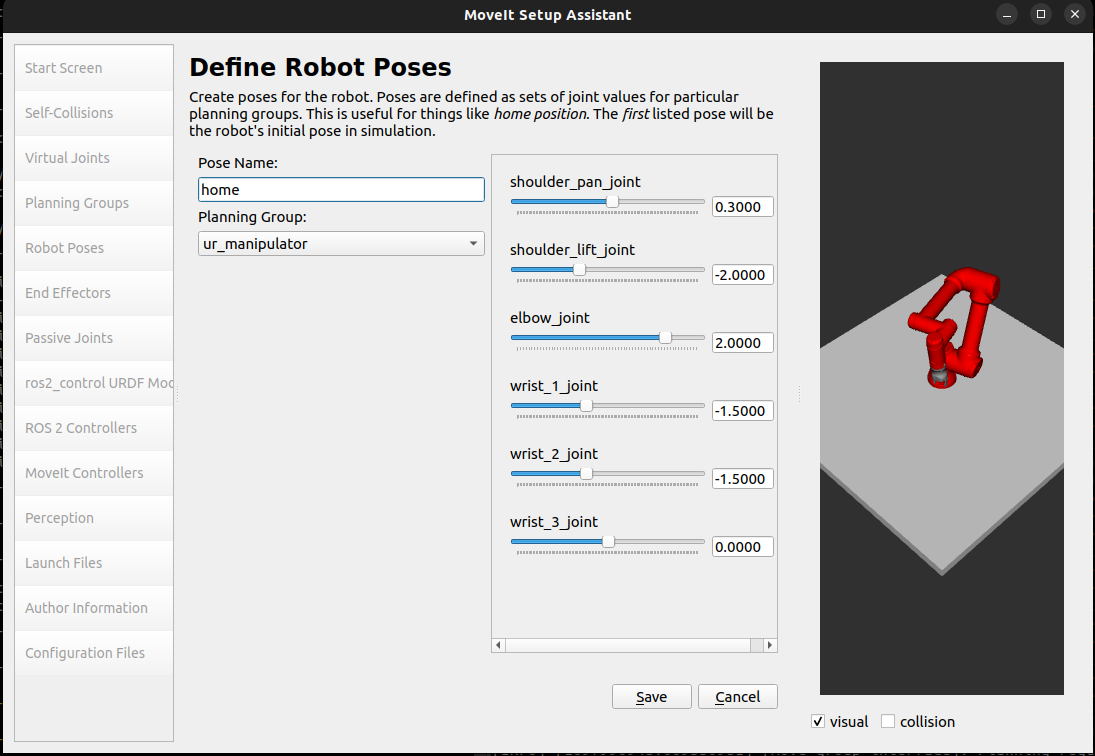 MoveIt Setup Assistant
Start Screen
Self-Collisions
Virtual Joints
Planning Groups
Robot Poses
End Effectors
Passive Joints
ros2_control URDF Mod
ROS 2 Controllers
MoveIt Controllers
Perception
Launch Files
Author Information
Configuration Files
Define Robot Poses
Create poses for the robot. Poses are defined as sets of joint values for particular
planning groups. This is useful for things like home position. The first listed pose will be
the robot's initial pose in simulation.
Pose Name:
home
Planning Group:
ur_manipulator
shoulder_pan_joint
0.3000
shoulder_lift_joint
-2.0000
elbow_joint
2.0000
wrist_1_joint
-1.5000
wrist_2_joint
-1.5000
wrist_3_joint
0.0000
Save
Cancel
visual
collision